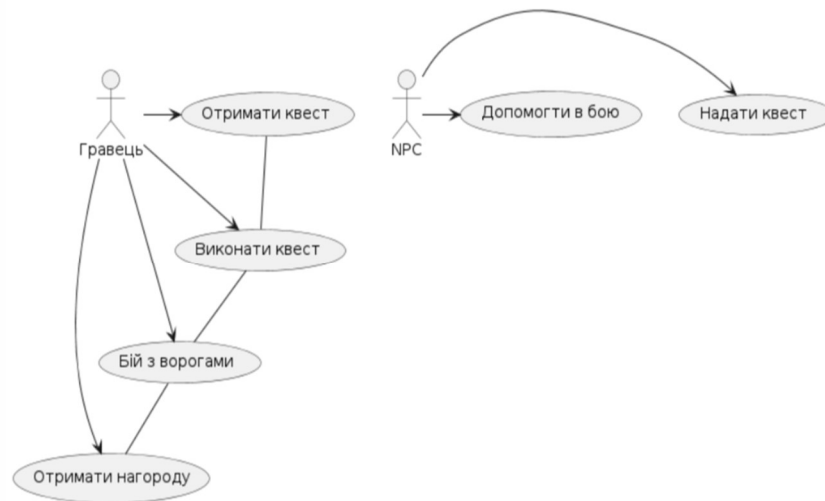 Отримати квест
Допомогти в бою
Надати квест
Гравець
NPC
Виконати квест
Бій з ворогами
Отримати нагороду